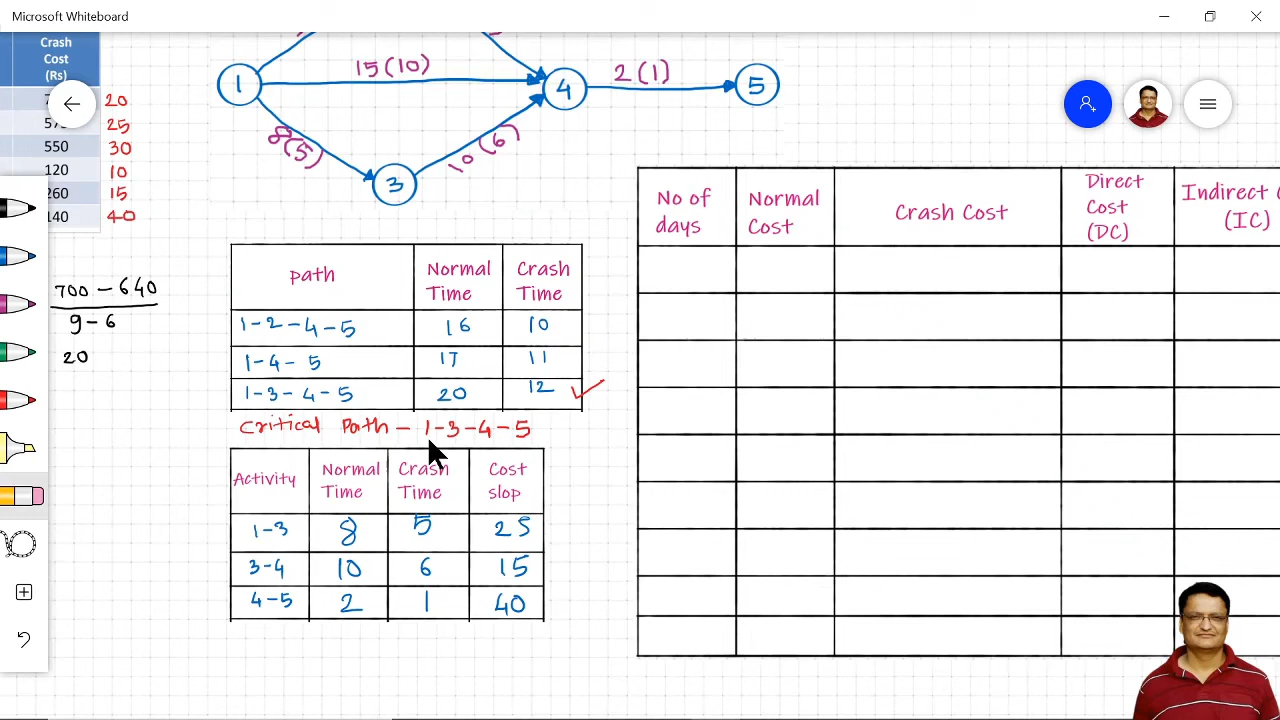 Microsoft Whiteboard
Crash
Cost
(Rs)
20
25
550 30
120 10
260 15
140 40
1
15(10)
4
2(1)
5
8(5)
10(6)
3
700 - 640
9 - 6
20
Path Normal Time Crash Time
1-2-4-5 16 10
1-4-5 17 11
1-3-4-5 20 12
Critical Path - 1-3-4-5
Activity Normal Time Crash Time Cost slop
1-3 8 5 25
3-4 10 6 15
4-5 2 1 40
No of days Normal Cost Crash Cost Direct Cost (DC) Indirect (IC)